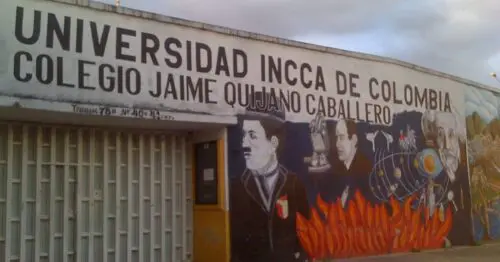 UNIVERSIDAD INCCA DE COLOMBIA
COLEGIO JAIME QUIJANO CABALLERO